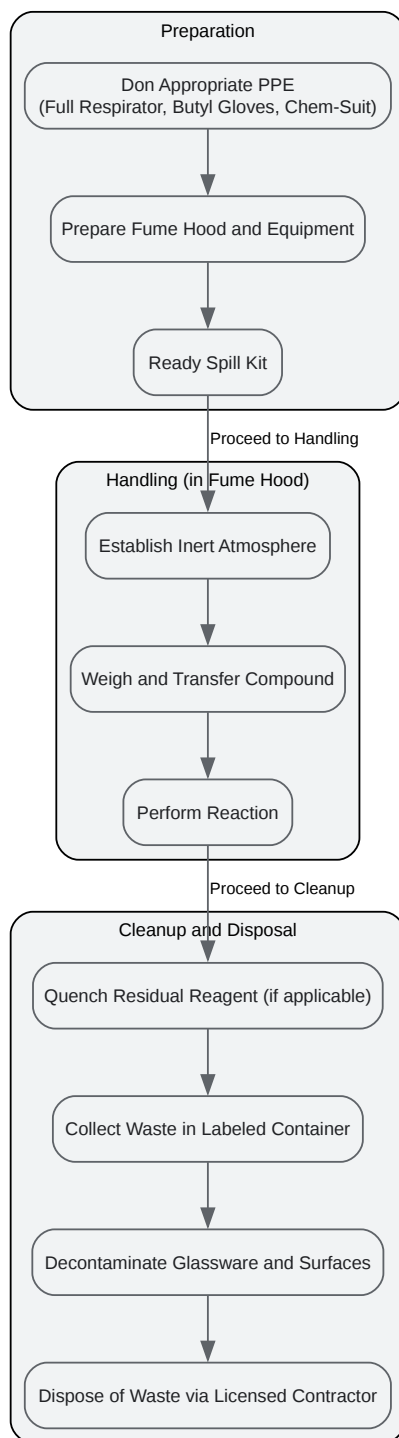 Preparation
Don Appropriate PPE
(Full Respirator, Butyl Gloves, Chem-Suit)
Prepare Fume Hood and Equipment
Ready Spill Kit
Proceed to Handling
Handling (in Fume Hood)
Establish Inert Atmosphere
Weigh and Transfer Compound
Perform Reaction
Proceed to Cleanup
Cleanup and Disposal
Quench Residual Reagent (if applicable)
Collect Waste in Labeled Container
Decontaminate Glassware and Surfaces
Dispose of Waste via Licensed Contractor